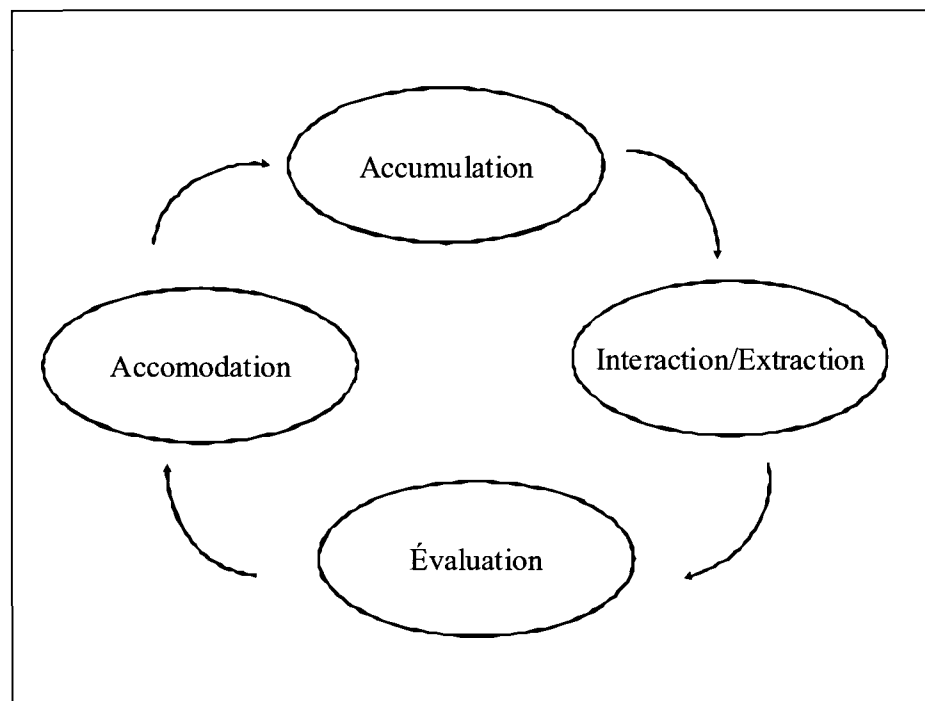 Accumulation
Accomodation
Interaction/Extraction
Évaluation